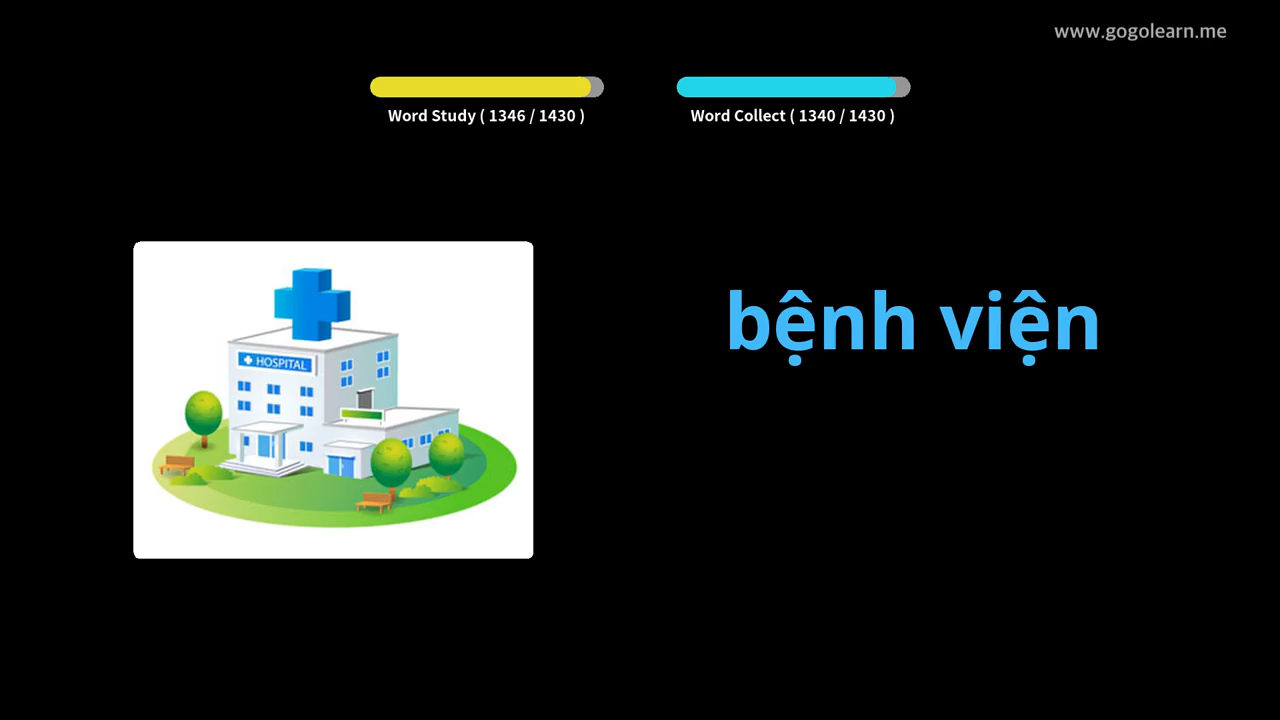 www.gogolearn.me
Word Study ( 1346 / 1430 )
Word Collect ( 1340 / 1430 )
HOSPITAL
bệnh viện